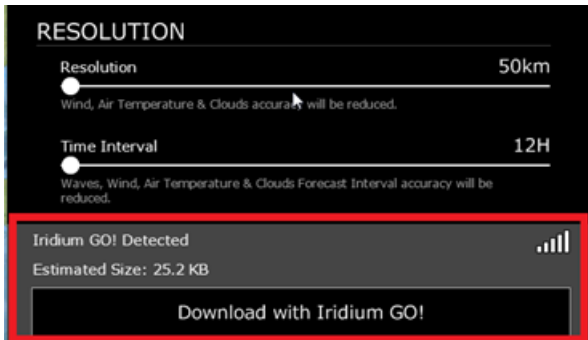 RESOLUTION
Resolution 50km
Wind, Air Temperature & Clouds accuracy will be reduced.
Time Interval 12H
Waves, Wind, Air Temperature & Clouds Forecast Interval accuracy will be
reduced.
Iridium GO! Detected
Estimated Size: 25.2 KB
Download with Iridium GO!